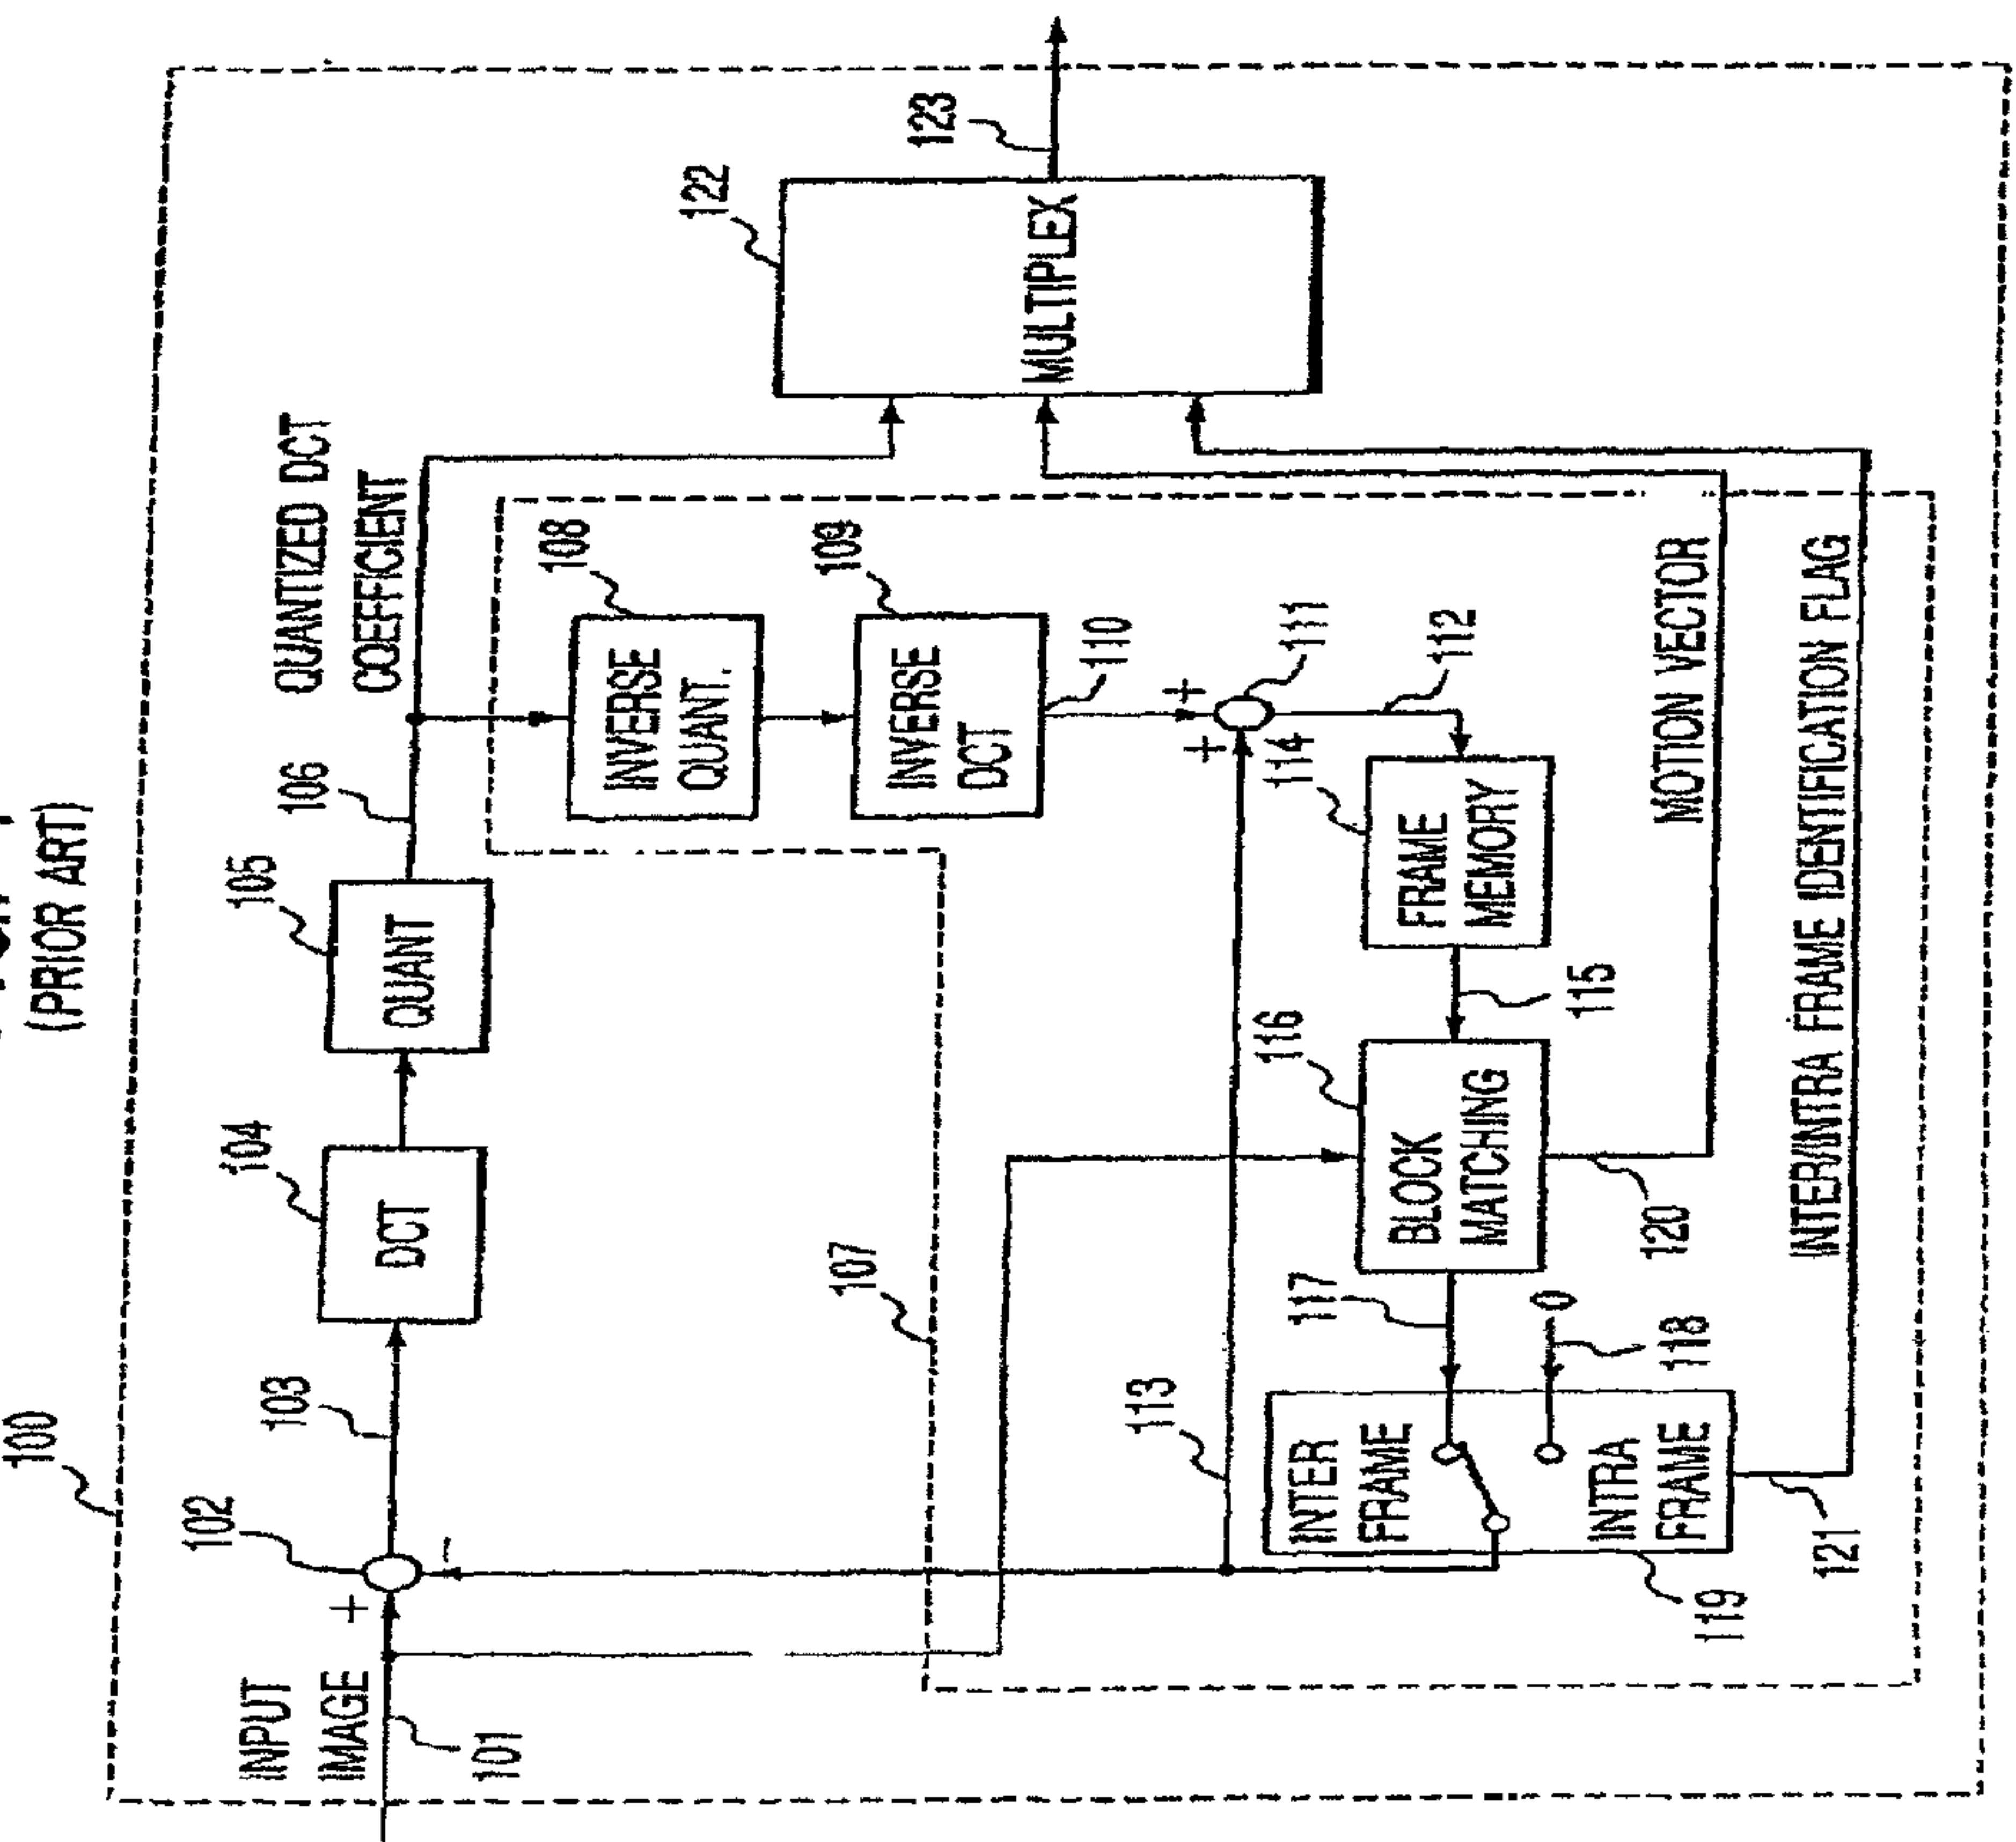 (PRIOR ART)
100
INPUT
IMAGE
101
102
+
-
103
104
DCT
105
QUANT
106
QUANTIZED DCT
COEFFICIENT
107
108
INVERSE
QUANT.
109
INVERSE
DCT
110
+
+
111
112
113
114
FRAME
MEMORY
115
116
BLOCK
MATCHING
117
0
118
INTER
FRAME
INTRA
FRAME
119
120
MOTION VECTOR
121
INTER/INTRA FRAME IDENTIFICATION FLAG
122
MULTIPLEX
123